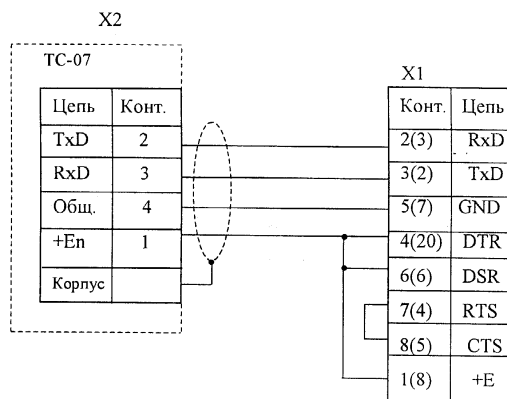 X2
ТС-07
Цепь Конт.
TxD 2
RxD 3
Общ. 4
+En 1
Корпус
X1
Конт. Цепь
2(3) RxD
3(2) TxD
5(7) GND
4(20) DTR
6(6) DSR
7(4) RTS
8(5) CTS
1(8) +E